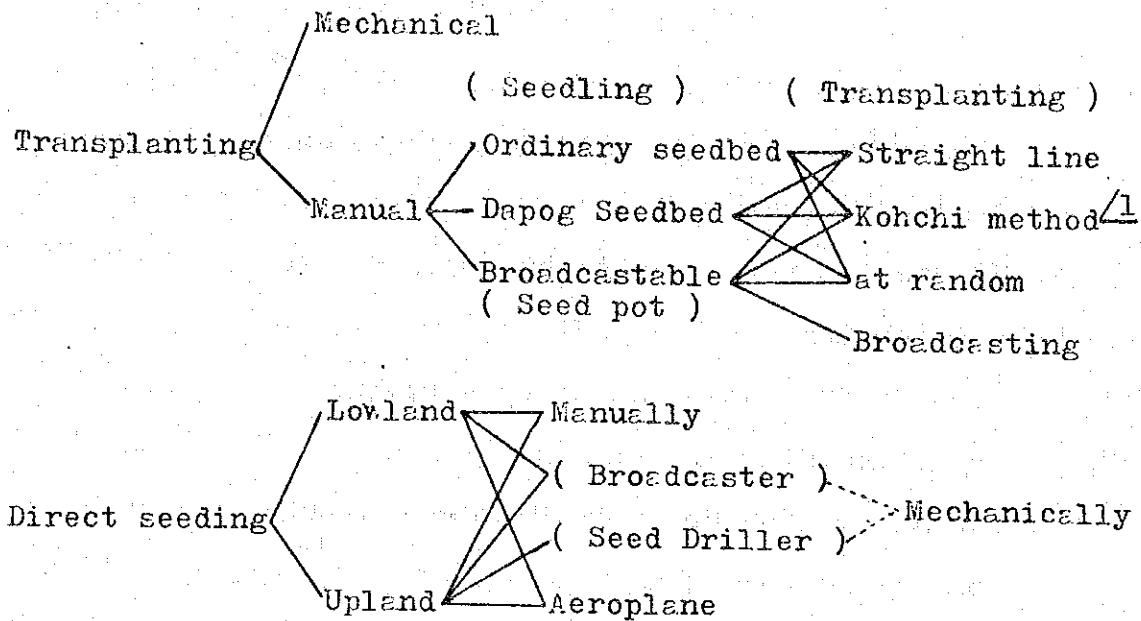 Mechanical
( Seedling ) ( Transplanting )
Transplanting Ordinary seedbed Straight line
Manual Dapog Seedbed Kohchi method /1
Broadcastable at random
( Seed pot )
Broadcasting
Lowland Manually
( Broadcaster )
Direct seeding Mechanically
( Seed Driller )
Upland Aeroplane